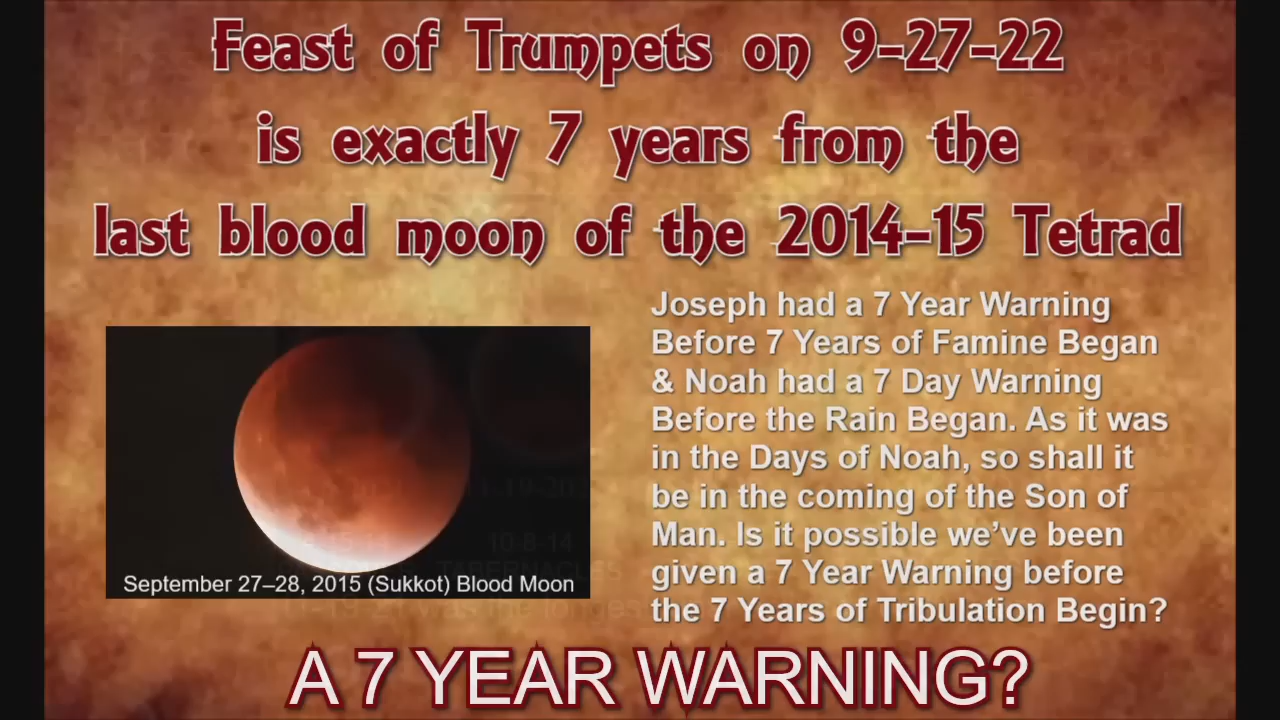 Feast of Trumpets on 9-27-22
is exactly 7 years from the
last blood moon of the 2014-15 Tetrad
Joseph had a 7 Year Warning
Before 7 Years of Famine Began
& Noah had a 7 Day Warning
Before the Rain Began. As it was
in the Days of Noah, so shall it
be in the coming of the Son of
Man. Is it possible we’ve been
given a 7 Year Warning before
the 7 Years of Tribulation Begin?
10-8-14
TABERNACLES
September 27–28, 2015 (Sukkot) Blood Moon
A 7 YEAR WARNING?